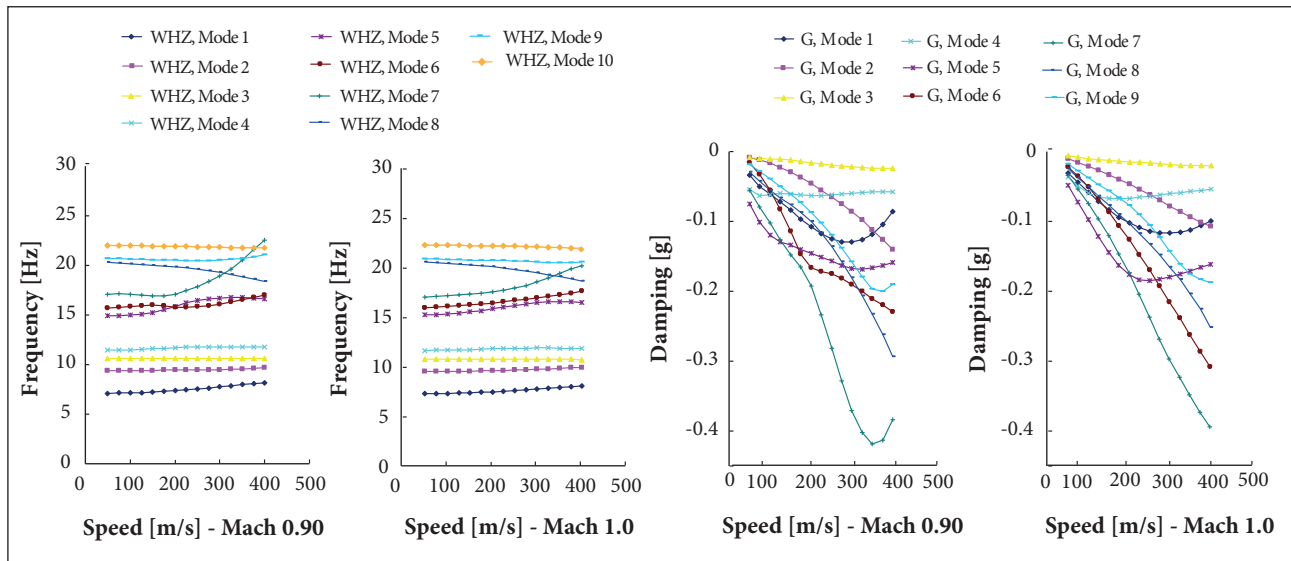 WHZ, Mode 1
WHZ, Mode 2
WHZ, Mode 3
WHZ, Mode 4
WHZ, Mode 5
WHZ, Mode 6
WHZ, Mode 7
WHZ, Mode 8
WHZ, Mode 9
WHZ, Mode 10
Frequency [Hz]
30
25
20
15
10
5
0
0 100 200 300 400 500
Speed [m/s] - Mach 0.90
Frequency [Hz]
30
25
20
15
10
5
0
0 100 200 300 400 500
Speed [m/s] - Mach 1.0
G, Mode 1
G, Mode 2
G, Mode 3
G, Mode 4
G, Mode 5
G, Mode 6
G, Mode 7
G, Mode 8
G, Mode 9
Damping [g]
0
-0.1
-0.2
-0.3
-0.4
0 100 200 300 400 500
Speed [m/s] - Mach 0.90
Damping [g]
0
-0.1
-0.2
-0.3
-0.4
0 100 200 300 400 500
Speed [m/s] - Mach 1.0